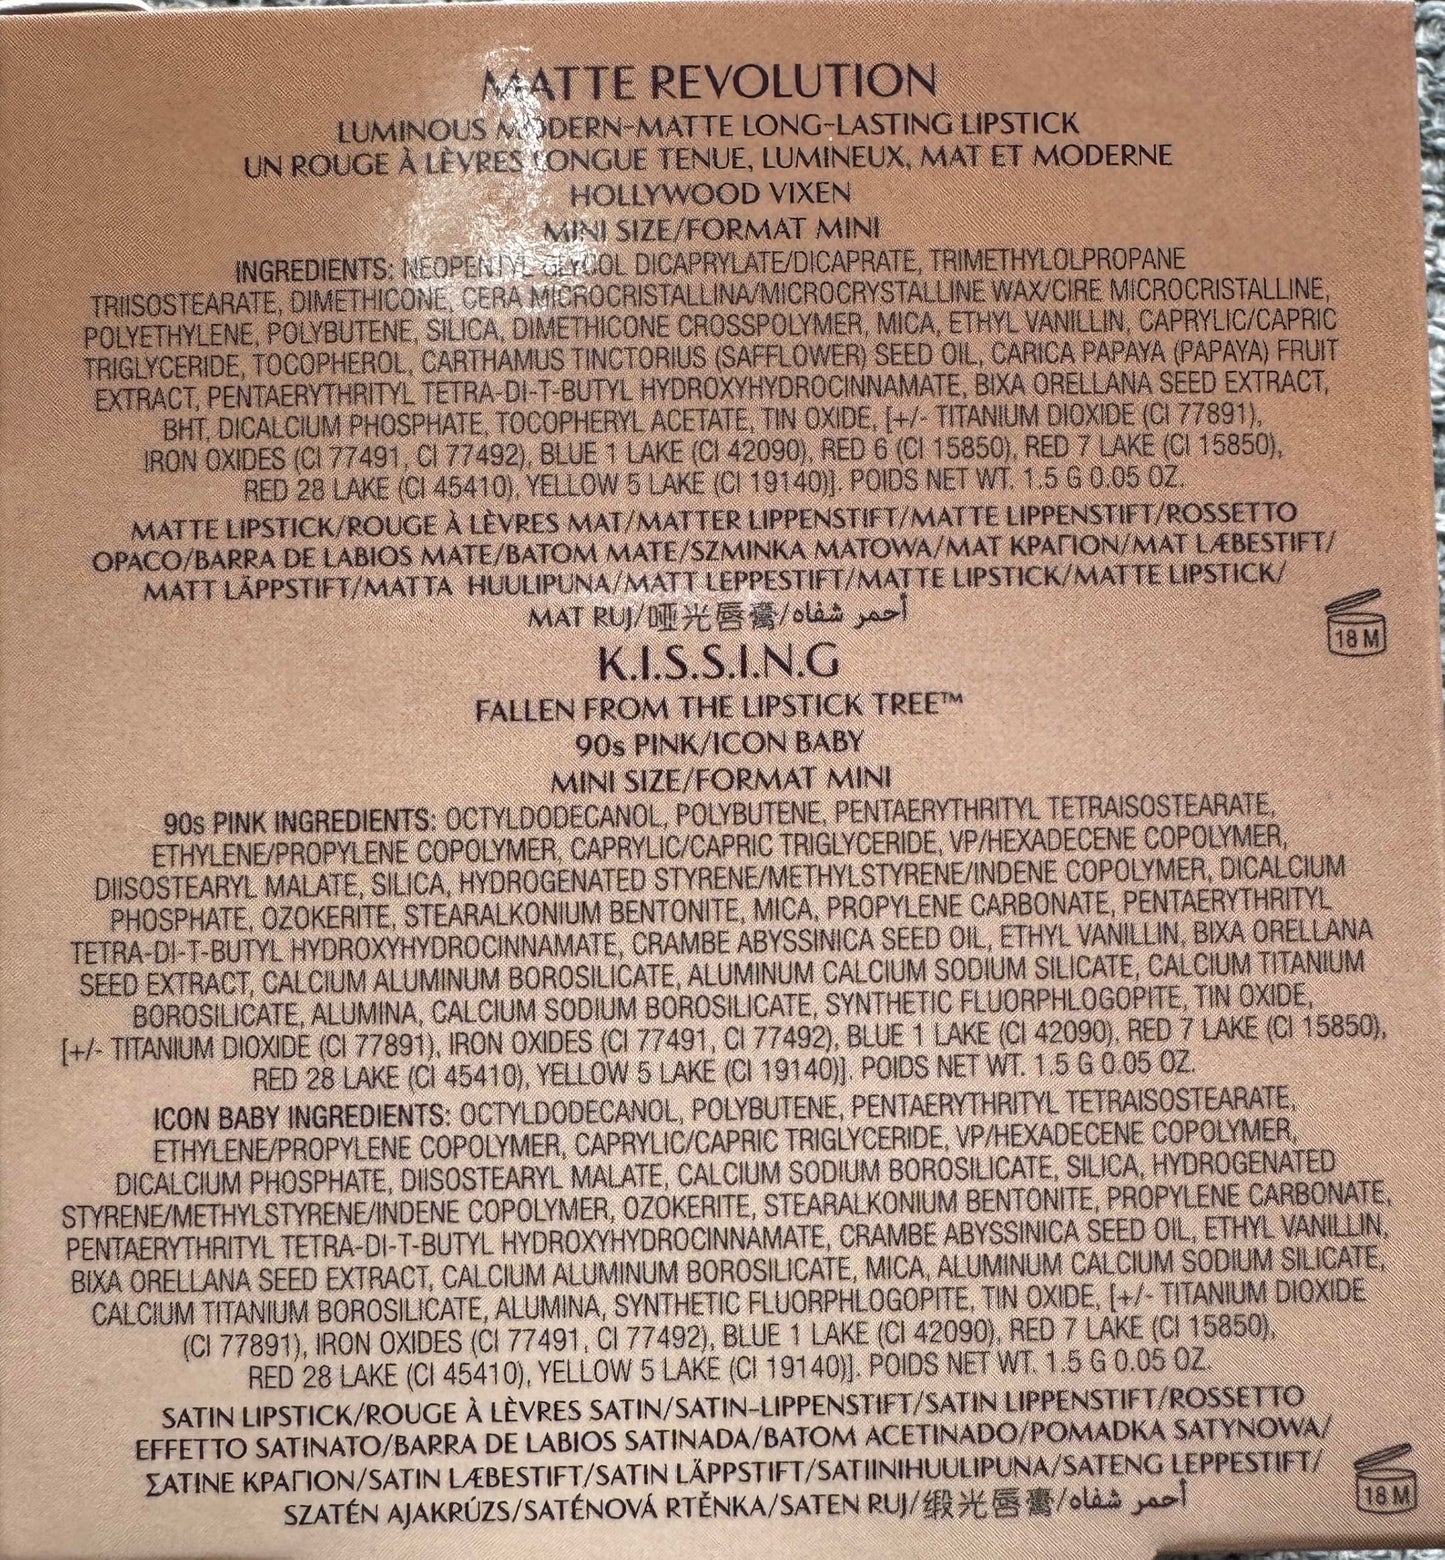 MATTE REVOLUTION
LUMINOUS MODERN-MATTE LONG-LASTING LIPSTICK
UN ROUGE À LÈVRES LONGUE TENUE, LUMINEUX, MAT ET MODERNE
HOLLYWOOD VIXEN
MINI SIZE/FORMAT MINI
INGREDIENTS: NEOPENTYL GLYCOL DICAPRYLATE/DICAPRATE, TRIMETHYLOLPROPANE
TRIISOSTEARATE, DIMETHICONE, CERA MICROCRISTALLINA/MICROCRYSTALLINE WAX/CIRE MICROCRISTALLINE,
POLYETHYLENE, POLYBUTENE, SILICA, DIMETHICONE CROSSPOLYMER, MICA, ETHYL VANILLIN, CAPRYLIC/CAPRIC
TRIGLYCERIDE, TOCOPHEROL, CARTHAMUS TINCTORIUS (SAFFLOWER) SEED OIL, CARICA PAPAYA (PAPAYA) FRUIT
EXTRACT, PENTAERYTHRITYL TETRA-DI-T-BUTYL HYDROXYHYDROCINNAMATE, BIXA ORELLANA SEED EXTRACT,
BHT, DICALCIUM PHOSPHATE, TOCOPHERYL ACETATE, TIN OXIDE, [+/- TITANIUM DIOXIDE (CI 77891),
IRON OXIDES (CI 77491, CI 77492), BLUE 1 LAKE (CI 42090), RED 6 (CI 15850), RED 7 LAKE (CI 15850),
RED 28 LAKE (CI 45410), YELLOW 5 LAKE (CI 19140)]. POIDS NET WT. 1.5 G 0.05 OZ.
MATTE LIPSTICK/ROUGE À LÈVRES MAT/MATTER LIPPENSTIFT/MATTE LIPPENSTIFT/ROSSETTO
OPACO/BARRA DE LABIOS MATE/BATOM MATE/SZMINKA MATOWA/MAT ΚΡΑΓΙΟΝ/MAT LÆBESTIFT/
MATT LÄPPSTIFT/MATTA HUULIPUNA/MATT LEPPESTIFT/MATTE LIPSTICK/MATTE LIPSTICK/
MAT RUJ/哑光唇膏/أحمر شفاه
18 M
K.I.S.S.I.N.G
FALLEN FROM THE LIPSTICK TREE™
90s PINK/ICON BABY
MINI SIZE/FORMAT MINI
90s PINK INGREDIENTS: OCTYLDODECANOL, POLYBUTENE, PENTAERYTHRITYL TETRAISOSTEARATE,
ETHYLENE/PROPYLENE COPOLYMER, CAPRYLIC/CAPRIC TRIGLYCERIDE, VP/HEXADECENE COPOLYMER,
DIISOSTEARYL MALATE, SILICA, HYDROGENATED STYRENE/METHYLSTYRENE/INDENE COPOLYMER, DICALCIUM
PHOSPHATE, OZOKERITE, STEARALKONIUM BENTONITE, MICA, PROPYLENE CARBONATE, PENTAERYTHRITYL
TETRA-DI-T-BUTYL HYDROXYHYDROCINNAMATE, CRAMBE ABYSSINICA SEED OIL, ETHYL VANILLIN, BIXA ORELLANA
SEED EXTRACT, CALCIUM ALUMINUM BOROSILICATE, ALUMINUM CALCIUM SODIUM SILICATE, CALCIUM TITANIUM
BOROSILICATE, ALUMINA, CALCIUM SODIUM BOROSILICATE, SYNTHETIC FLUORPHLOGOPITE, TIN OXIDE,
[+/- TITANIUM DIOXIDE (CI 77891), IRON OXIDES (CI 77491, CI 77492), BLUE 1 LAKE (CI 42090), RED 7 LAKE (CI 15850),
RED 28 LAKE (CI 45410), YELLOW 5 LAKE (CI 19140)]. POIDS NET WT. 1.5 G 0.05 OZ.
ICON BABY INGREDIENTS: OCTYLDODECANOL, POLYBUTENE, PENTAERYTHRITYL TETRAISOSTEARATE,
ETHYLENE/PROPYLENE COPOLYMER, CAPRYLIC/CAPRIC TRIGLYCERIDE, VP/HEXADECENE COPOLYMER,
DICALCIUM PHOSPHATE, DIISOSTEARYL MALATE, CALCIUM SODIUM BOROSILICATE, SILICA, HYDROGENATED
STYRENE/METHYLSTYRENE/INDENE COPOLYMER, OZOKERITE, STEARALKONIUM BENTONITE, PROPYLENE CARBONATE,
PENTAERYTHRITYL TETRA-DI-T-BUTYL HYDROXYHYDROCINNAMATE, CRAMBE ABYSSINICA SEED OIL, ETHYL VANILLIN,
BIXA ORELLANA SEED EXTRACT, CALCIUM ALUMINUM BOROSILICATE, MICA, ALUMINUM CALCIUM SODIUM SILICATE,
CALCIUM TITANIUM BOROSILICATE, ALUMINA, SYNTHETIC FLUORPHLOGOPITE, TIN OXIDE, [+/- TITANIUM DIOXIDE
(CI 77891), IRON OXIDES (CI 77491, CI 77492), BLUE 1 LAKE (CI 42090), RED 7 LAKE (CI 15850),
RED 28 LAKE (CI 45410), YELLOW 5 LAKE (CI 19140)]. POIDS NET WT. 1.5 G 0.05 OZ.
SATIN LIPSTICK/ROUGE À LÈVRES SATIN/SATIN-LIPPENSTIFT/SATIN LIPPENSTIFT/ROSSETTO
EFFETTO SATINATO/BARRA DE LABIOS SATINADA/BATOM ACETINADO/POMADKA SATYNOWA/
ΣΑΤΙΝΕ ΚΡΑΓΙΟΝ/SATIN LÆBESTIFT/SATIN LÄPPSTIFT/SATIINIHUULIPUNA/SATENG LEPPESTIFT/
SZATÉN AJAKRÚZS/SATÉNOVÁ RTĚNKA/SATEN RUJ/缎光唇膏/أحمر شفاه
18 M